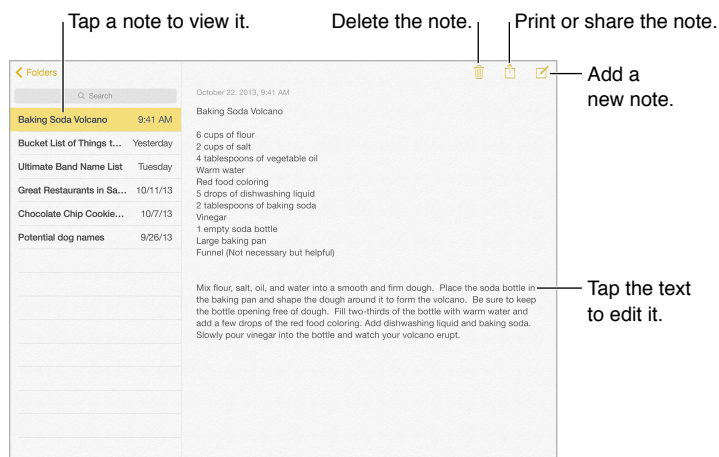 Tap a note to view it.
Delete the note.
Print or share the note.
Folders
Search
Baking Soda Volcano 9:41 AM
Bucket List of Things t... Yesterday
Ultimate Band Name List Tuesday
Great Restaurants in Sa... 10/11/13
Chocolate Chip Cookie... 10/7/13
Potential dog names 9/26/13
October 22. 2013, 9:41 AM
Baking Soda Volcano
6 cups of flour
2 cups of salt
4 tablespoons of vegetable oil
Warm water
Red food coloring
5 drops of dishwashing liquid
2 tablespoons of baking soda
Vinegar
1 empty soda bottle
Large baking pan
Funnel (Not necessary but helpful)
Mix flour, salt, oil, and water into a smooth and firm dough. Place the soda bottle in
the baking pan and shape the dough around it to form the volcano. Be sure to keep
the bottle opening free of dough. Fill two-thirds of the bottle with warm water and
add a few drops of the red food coloring. Add dishwashing liquid and baking soda.
Slowly pour vinegar into the bottle and watch your volcano erupt.
Add a
new note.
Tap the text
to edit it.